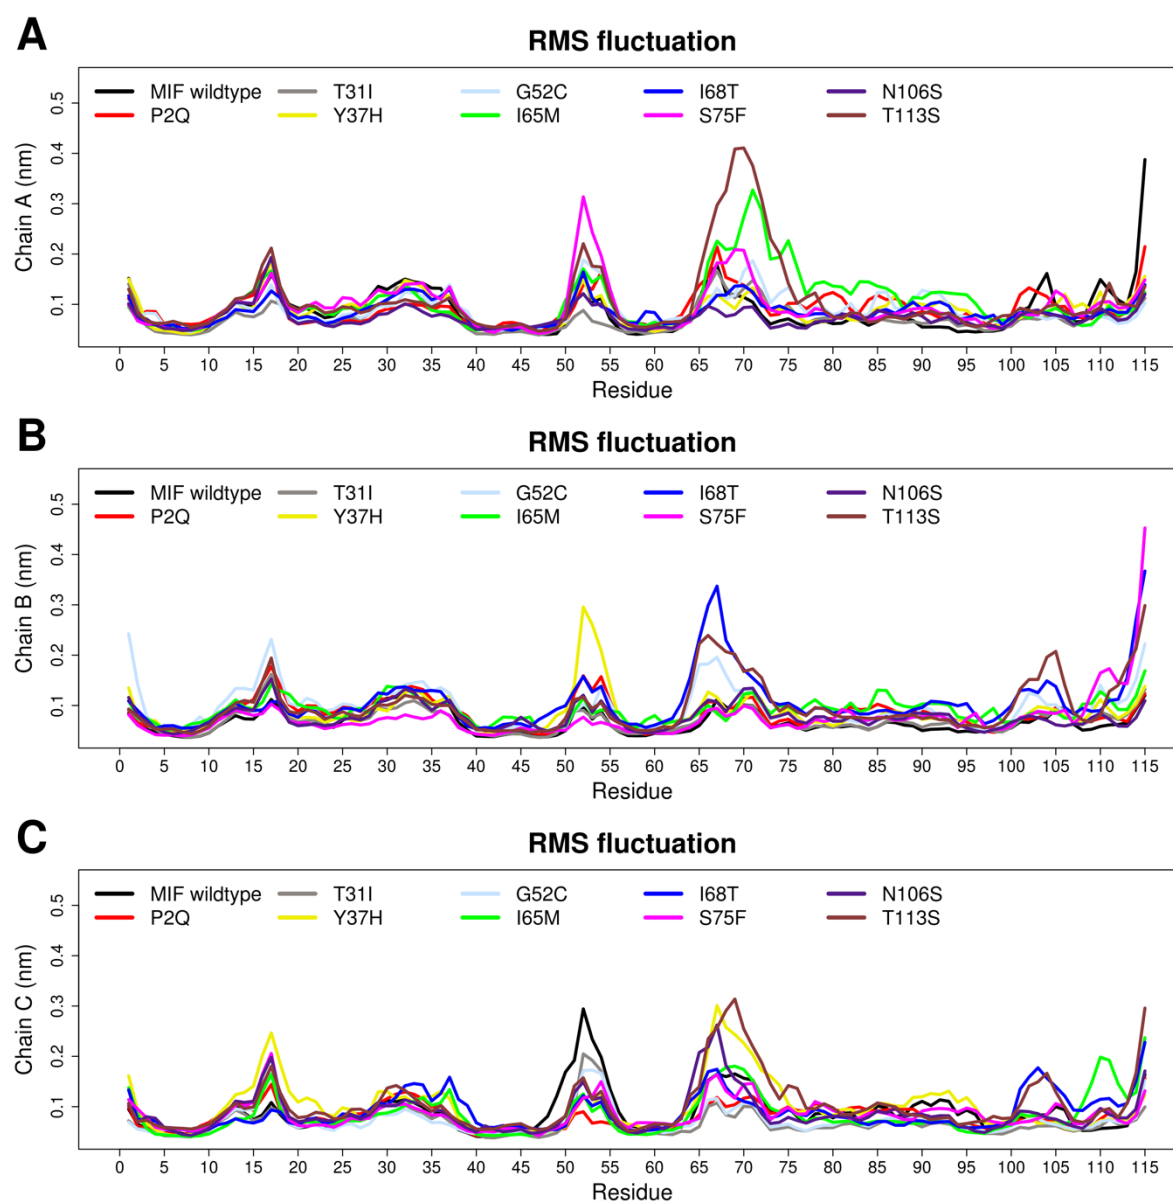 A
RMS fluctuation
MIF wildtype T31I G52C I68T N106S
P2Q Y37H I65M S75F T113S
Chain A (nm)
0.5
0.4
0.3
0.2
0.1
0 5 10 15 20 25 30 35 40 45 50 55 60 65 70 75 80 85 90 95 100 105 110 115
Residue
B
RMS fluctuation
MIF wildtype T31I G52C I68T N106S
P2Q Y37H I65M S75F T113S
Chain B (nm)
0.5
0.4
0.3
0.2
0.1
0 5 10 15 20 25 30 35 40 45 50 55 60 65 70 75 80 85 90 95 100 105 110 115
Residue
C
RMS fluctuation
MIF wildtype T31I G52C I68T N106S
P2Q Y37H I65M S75F T113S
Chain C (nm)
0.5
0.4
0.3
0.2
0.1
0 5 10 15 20 25 30 35 40 45 50 55 60 65 70 75 80 85 90 95 100 105 110 115
Residue